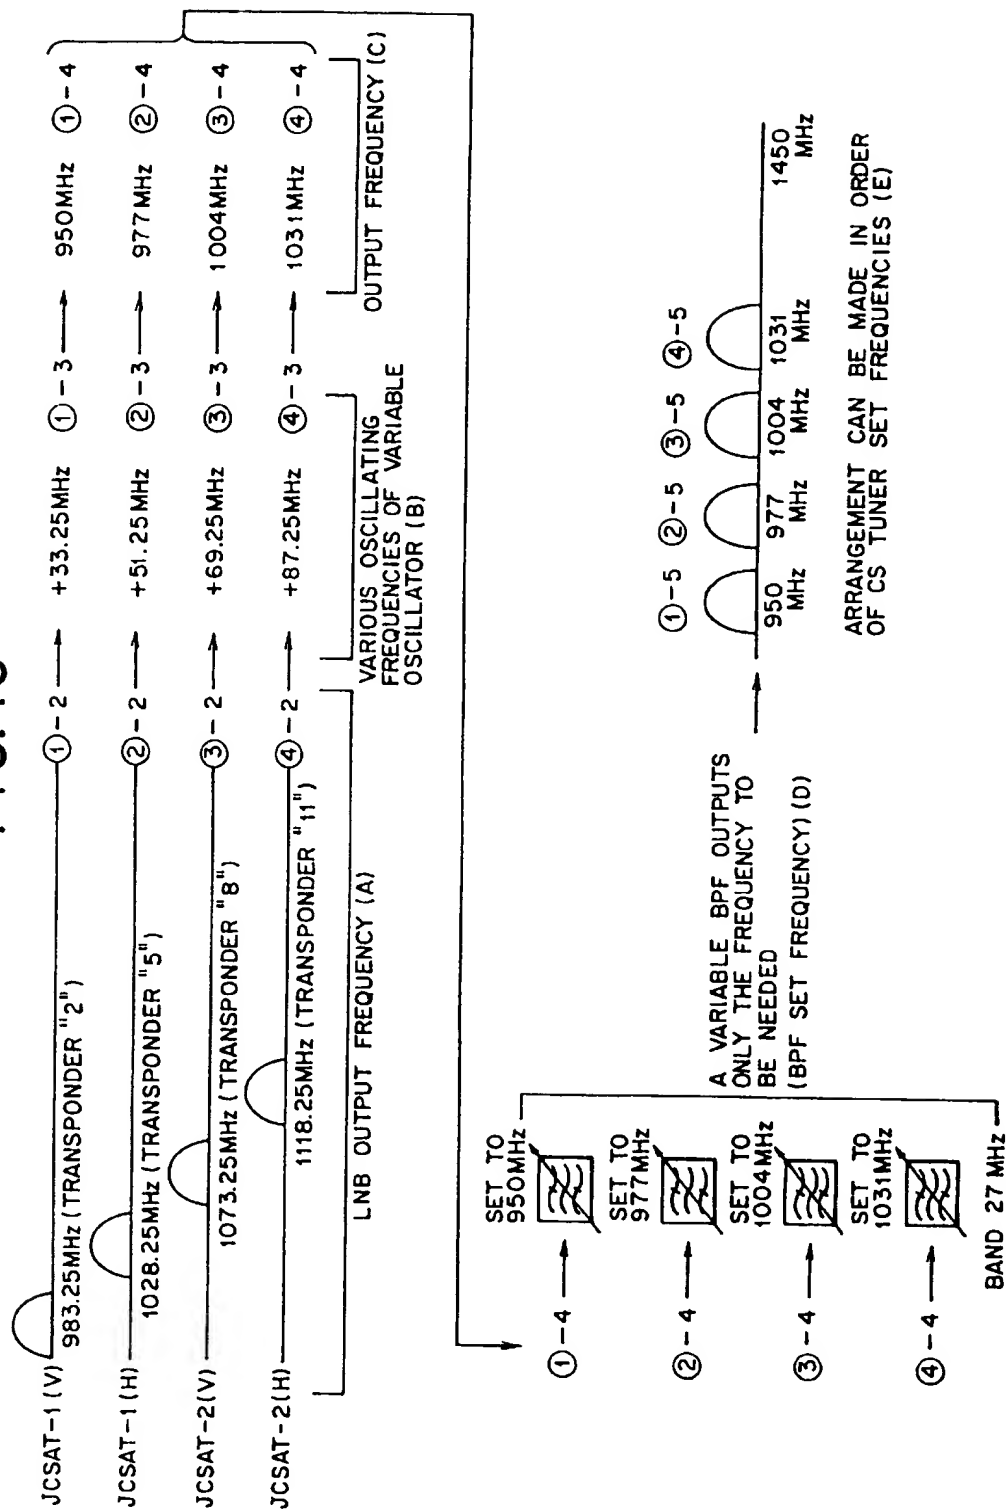 JCSAT-1(V)
983.25MHz (TRANSPONDER "2")
①-2
+33.25MHz
①-3
950MHz
①-4
JCSAT-1(H)
1028.25MHz (TRANSPONDER "5")
②-2
+51.25MHz
②-3
977MHz
②-4
JCSAT-2(V)
1073.25MHz (TRANSPONDER "8")
③-2
+69.25MHz
③-3
1004MHz
③-4
JCSAT-2(H)
1118.25MHz (TRANSPONDER "11")
④-2
+87.25MHz
④-3
1031MHz
④-4
LNB OUTPUT FREQUENCY (A)
VARIOUS OSCILLATING
FREQUENCIES OF VARIABLE
OSCILLATOR (B)
OUTPUT FREQUENCY (C)
①-4
SET TO
950MHz
②-4
SET TO
977MHz
③-4
SET TO
1004MHz
④-4
SET TO
1031MHz
BAND 27 MHz
A VARIABLE BPF OUTPUTS
ONLY THE FREQUENCY TO
BE NEEDED
(BPF SET FREQUENCY) (D)
①-5
②-5
③-5
④-5
950
MHz
977
MHz
1004
MHz
1031
MHz
1450
MHz
ARRANGEMENT CAN BE MADE IN ORDER
OF CS TUNER SET FREQUENCIES (E)